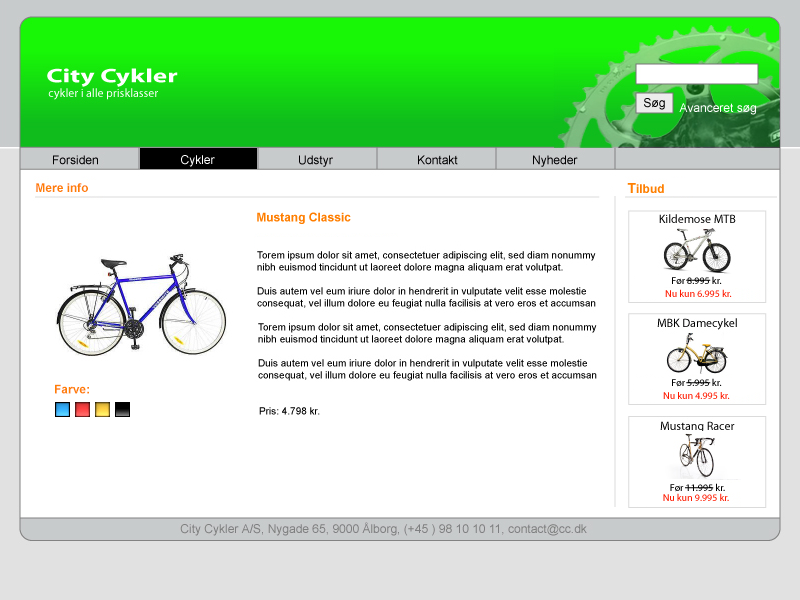 City Cykler
cykler i alle prisklasser
Søg
Avanceret søg
Forsiden
Cykler
Udstyr
Kontakt
Nyheder
Mere info
Mustang Classic
Torem ipsum dolor sit amet, consectetuer adipiscing elit, sed diam nonummy
nibh euismod tincidunt ut laoreet dolore magna aliquam erat volutpat.
Duis autem vel eum iriure dolor in hendrerit in vulputate velit esse molestie
consequat, vel illum dolore eu feugiat nulla facilisis at vero eros et accumsan
Torem ipsum dolor sit amet, consectetuer adipiscing elit, sed diam nonummy
nibh euismod tincidunt ut laoreet dolore magna aliquam erat volutpat.
Duis autem vel eum iriure dolor in hendrerit in vulputate velit esse molestie
consequat, vel illum dolore eu feugiat nulla facilisis at vero eros et accumsan
Farve:
Pris: 4.798 kr.
Tilbud
Kildemose MTB
Før 8.995 kr.
Nu kun 6.995 kr.
MBK Damecykel
Før 5.995 kr.
Nu kun 4.995 kr.
Mustang Racer
Før 11.995 kr.
Nu kun 9.995 kr.
City Cykler A/S, Nygade 65, 9000 Ålborg, (+45 ) 98 10 10 11, contact@cc.dk